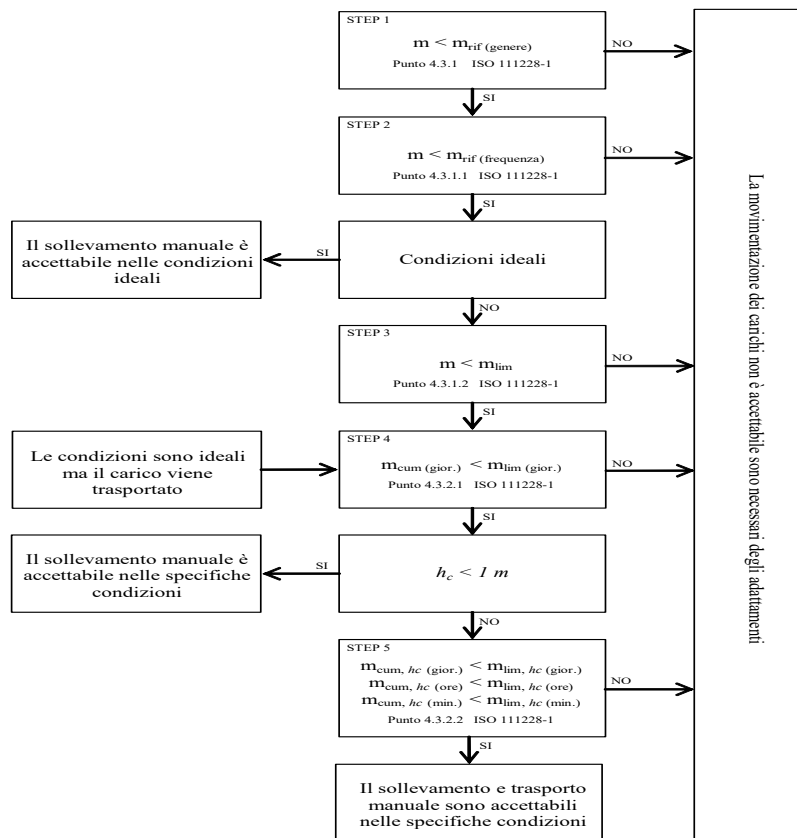 STEP 1
m < mrif (genere)
Punto 4.3.1 ISO 111228-1
NO
SI
STEP 2
m < mrif (frequenza)
Punto 4.3.1.1 ISO 111228-1
NO
SI
Il sollevamento manuale è
accettabile nelle condizioni
ideali
SI
Condizioni ideali
NO
STEP 3
m < mlim
Punto 4.3.1.2 ISO 111228-1
NO
SI
Le condizioni sono ideali
ma il carico viene
trasportato
STEP 4
mcum (gior.) < mlim (gior.)
Punto 4.3.2.1 ISO 111228-1
NO
SI
Il sollevamento manuale è
accettabile nelle specifiche
condizioni
SI
hc < 1 m
NO
STEP 5
mcum, hc (gior.) < mlim, hc (gior.)
mcum, hc (ore) < mlim, hc (ore)
mcum, hc (min.) < mlim, hc (min.)
Punto 4.3.2.2 ISO 111228-1
NO
SI
Il sollevamento e trasporto
manuale sono accettabili
nelle specifiche condizioni
La movimentazione dei carichi non è accettabile sono necessari degli adattamenti